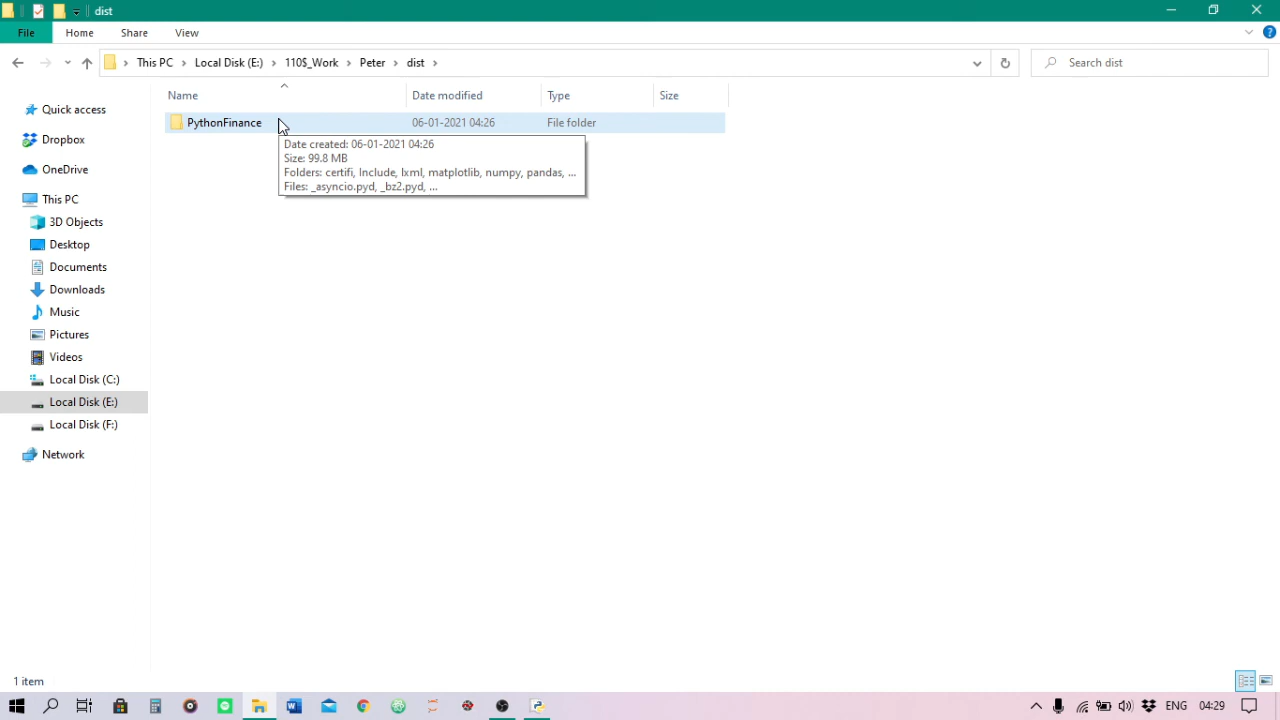 dist
File Home Share View
This PC Local Disk (E:) 110$_Work Peter dist
Search dist
Name Date modified Type Size
PythonFinance 06-01-2021 04:26 File folder
Date created: 06-01-2021 04:26
Size: 99.8 MB
Folders: certifi, Include, lxml, matplotlib, numpy, pandas, ...
Files: _asyncio.pyd, _bz2.pyd, ...
Quick access
Dropbox
OneDrive
This PC
3D Objects
Desktop
Documents
Downloads
Music
Pictures
Videos
Local Disk (C:)
Local Disk (E:)
Local Disk (F:)
Network
1 item
ENG 04:29